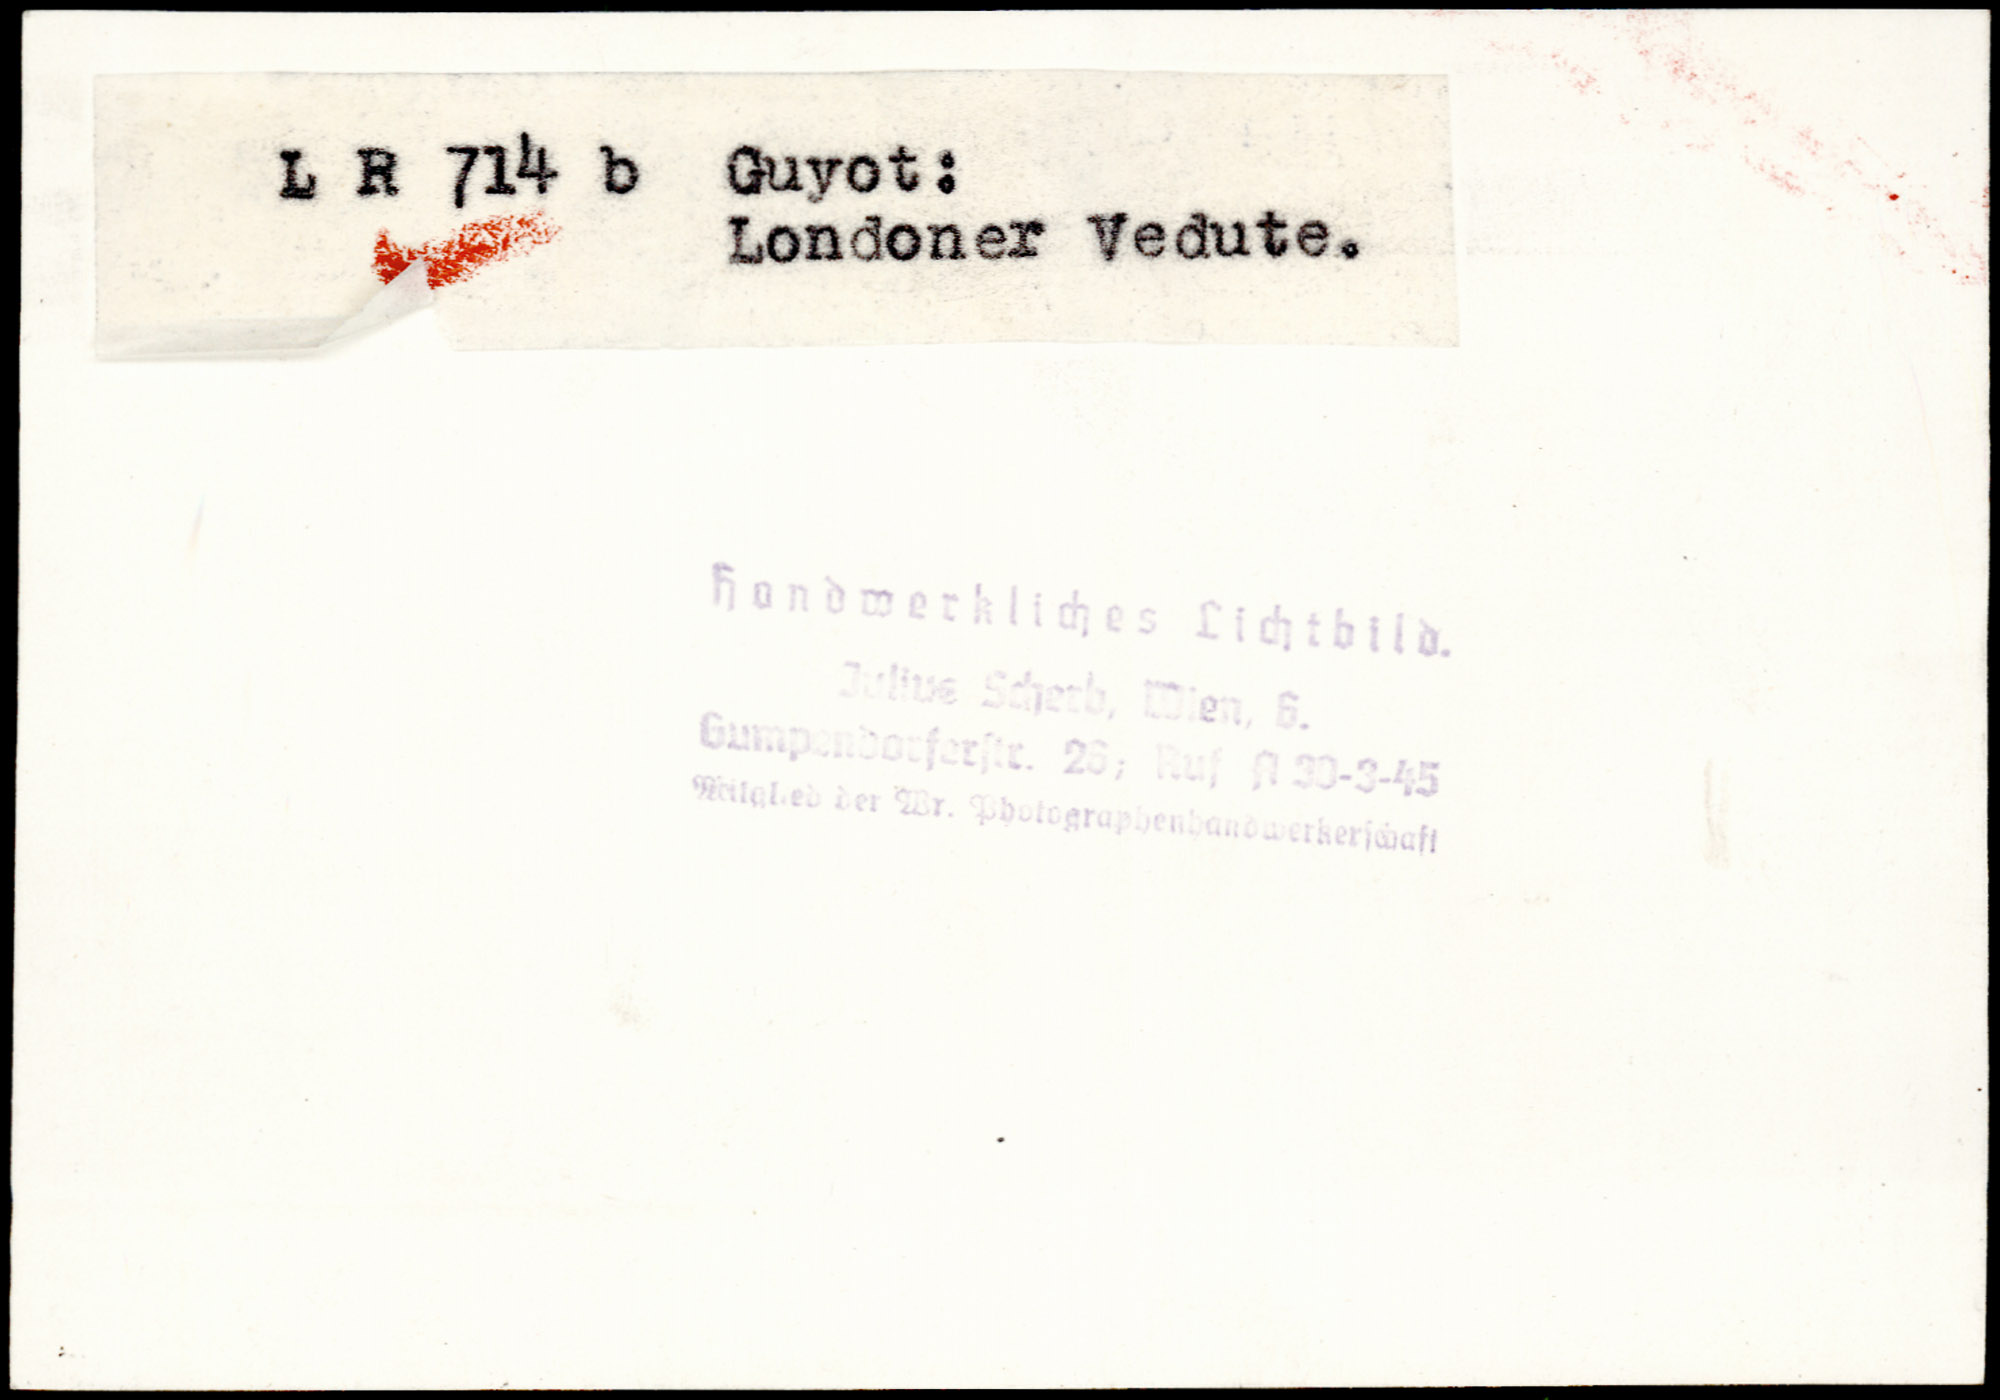 L R 714 b Guyot:
Londoner Vedute.
Handwerkliches Lichtbild.
Julius Scherb, Wien, 6.
Gumpendorferstr. 26; Ruf A 30-3-45
Mitglied der Wr. Photographenhandwerkerschaft